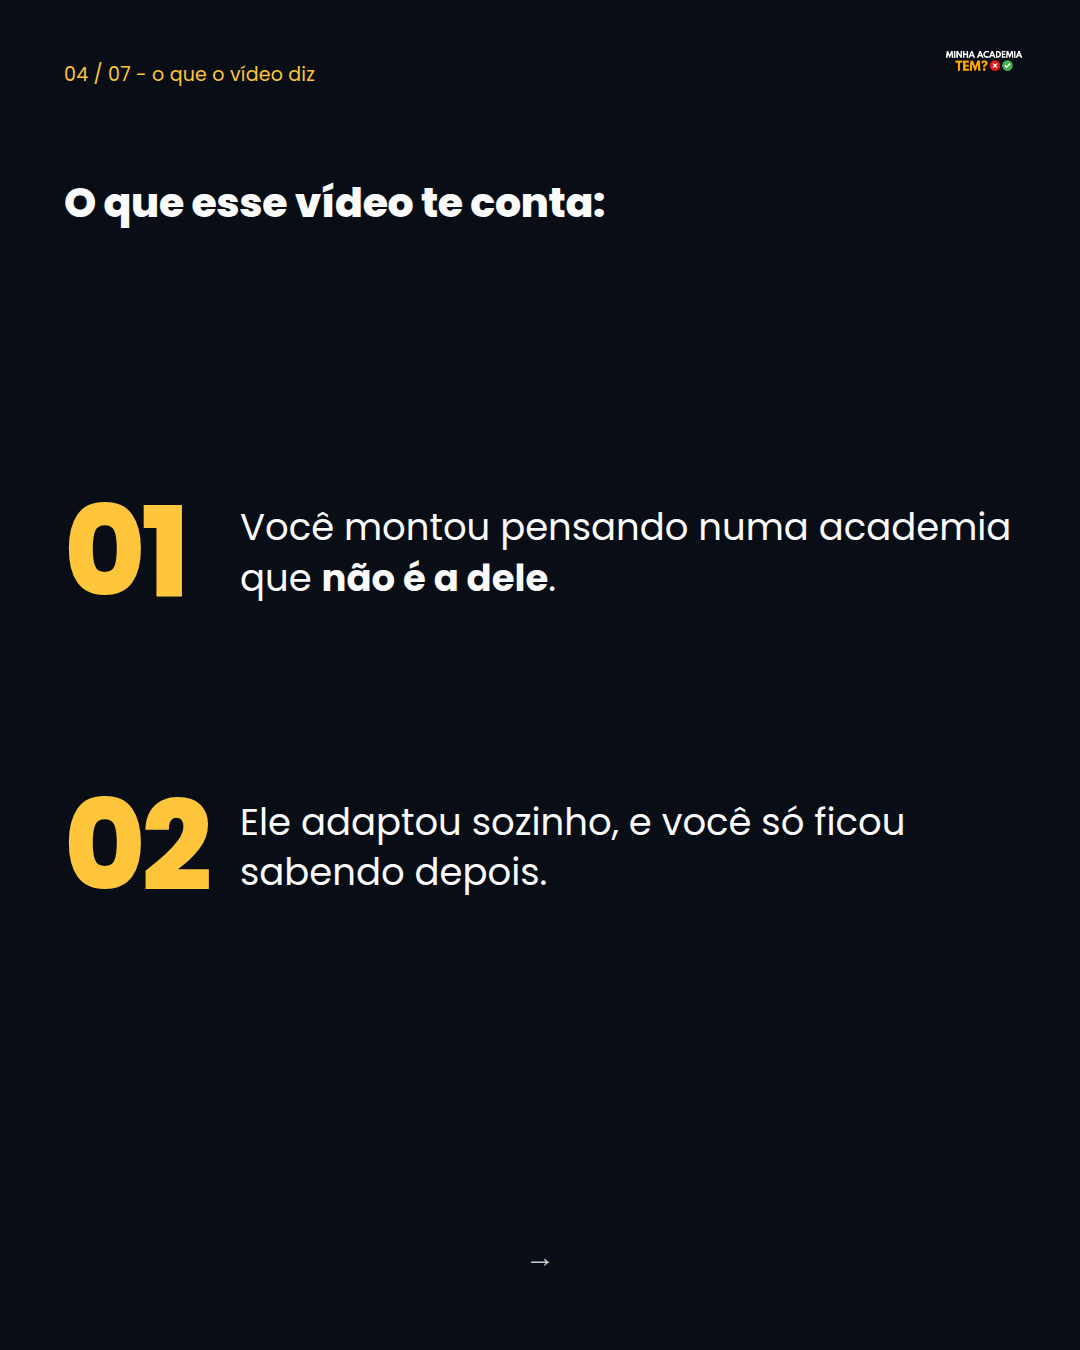 04 / 07 - o que o vídeo diz
MINHA ACADEMIA
TEM?
O que esse vídeo te conta:
01
Você montou pensando numa academia
que não é a dele.
02
Ele adaptou sozinho, e você só ficou
sabendo depois.
→